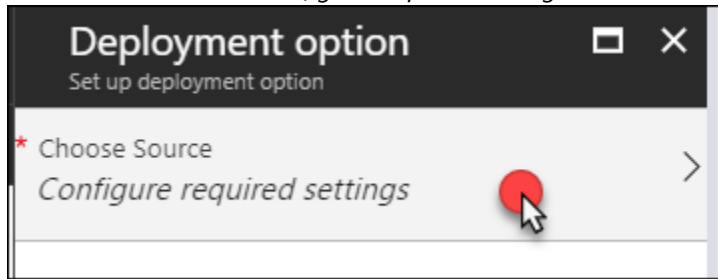 Deployment option
Set up deployment option
* Choose Source
Configure required settings